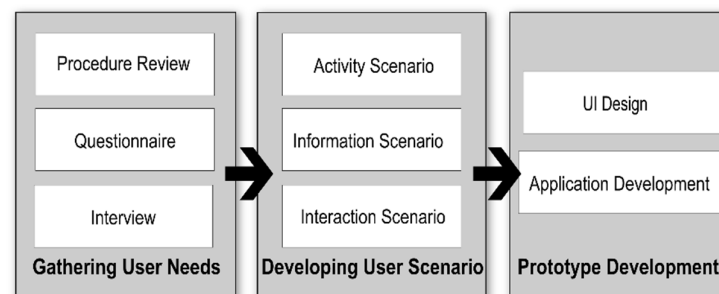 Procedure Review
Questionnaire
Interview
Gathering User Needs
Activity Scenario
Information Scenario
Interaction Scenario
Developing User Scenario
UI Design
Application Development
Prototype Development